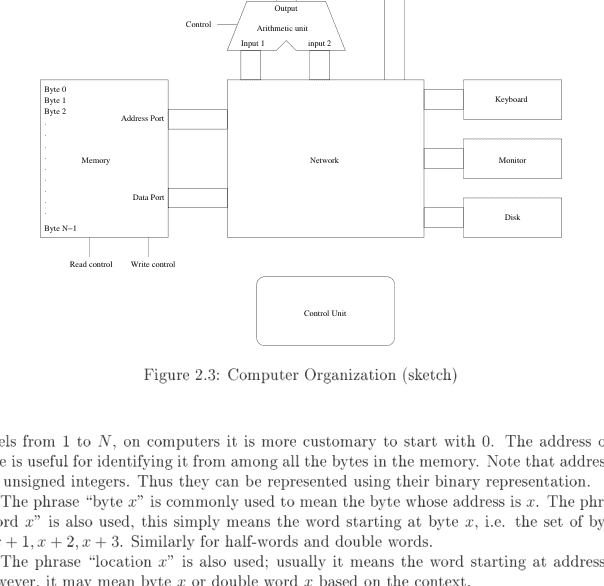 Output
Control
Arithmetic unit
Input 1
input 2
Byte 0
Byte 1
Byte 2
.
.
.
.
.
.
.
.
.
Byte N−1
Address Port
Memory
Data Port
Network
Keyboard
Monitor
Disk
Read control
Write control
Control Unit
Figure 2.3: Computer Organization (sketch)
from 1 to N, on computers it is more customary to start with 0. The address
is useful for identifying it from among all the bytes in the memory. Note that
unsigned integers. Thus they can be represented using their binary representation.
The phrase “byte x” is commonly used to mean the byte whose address is x. The
x” is also used, this simply means the word starting at byte x, i.e. the set of
+ 1, x + 2, x + 3. Similarly for half-words and double words.
The phrase “location x” is also used; usually it means the word starting at address
it may mean byte x or double word x based on the context.